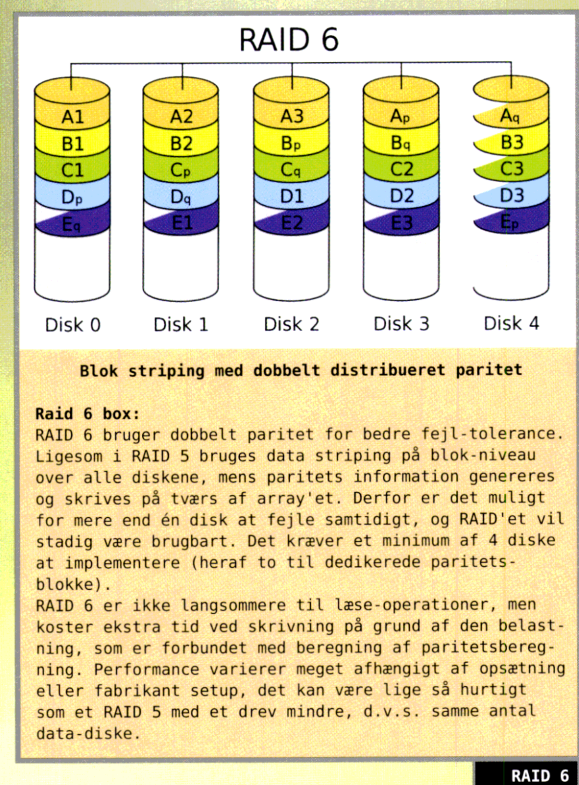 RAID 6
A1 A2 A3 Ap Aq
B1 B2 Bp Bq B3
C1 Cp Cq C2 C3
Dp Dq D1 D2 D3
Eq E1 E2 E3 Ep
Disk 0 Disk 1 Disk 2 Disk 3 Disk 4
Blok striping med dobbelt distribueret paritet
Raid 6 box:
RAID 6 bruger dobbelt paritet for bedre fejl-tolerance.
Ligesom i RAID 5 bruges data striping på blok-niveau
over alle diskene, mens paritets information genereres
og skrives på tværs af array'et. Derfor er det muligt
for mere end én disk at fejle samtidigt, og RAID'et vil
stadig være brugbart. Det kræver et minimum af 4 diske
at implementere (heraf to til dedikerede paritets-
blokke).
RAID 6 er ikke langsommere til læse-operationer, men
koster ekstra tid ved skrivning på grund af den belast-
ning, som er forbundet med beregning af paritetsbereg-
ning. Performance varierer meget afhængigt af opsætning
eller fabrikant setup, det kan være lige så hurtigt
som et RAID 5 med et drev mindre, d.v.s. samme antal
data-diske.
RAID 6